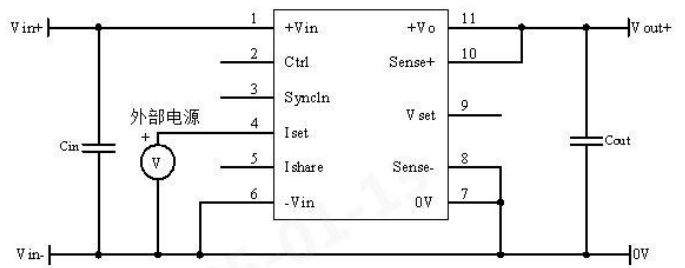 Vin+
1
+Vin
+Vo
11
Vout+
2
Ctrl
Sense+
10
3
SyncIn
Vset
9
外部电源
+
V
4
Iset
Cin
Cout
5
Ishare
Sense-
8
6
-Vin
0V
7
Vin-
0V